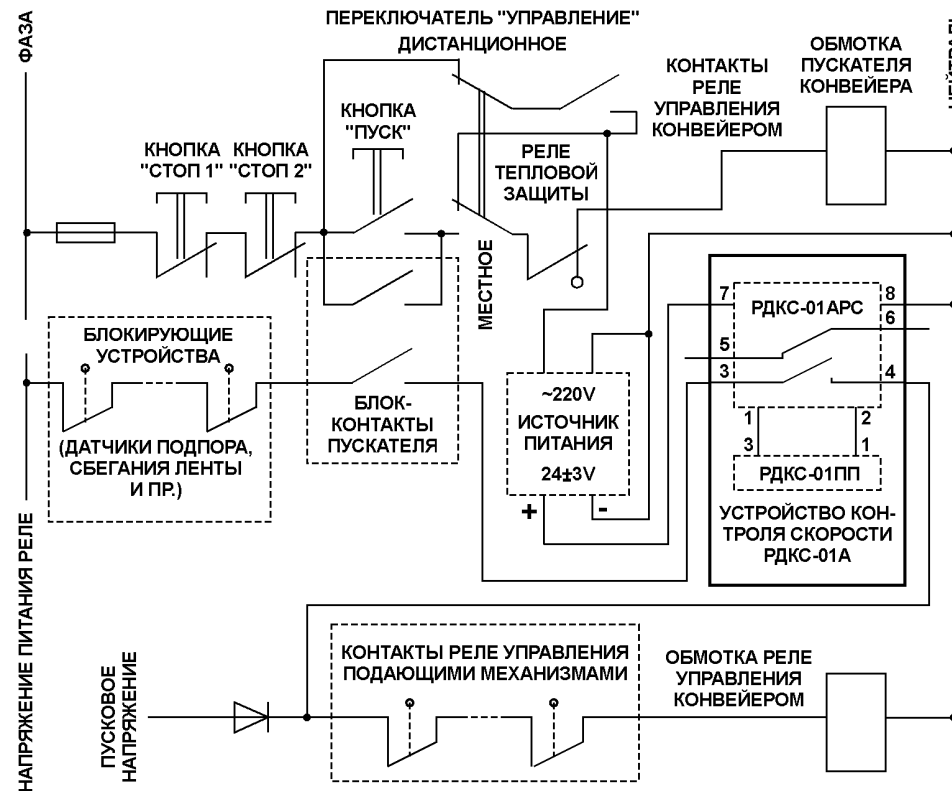 ФАЗА
ПЕРЕКЛЮЧАТЕЛЬ "УПРАВЛЕНИЕ"
ДИСТАНЦИОННОЕ
КОНТАКТЫ
РЕЛЕ
УПРАВЛЕНИЯ
КОНВЕЙЕРОМ
ОБМОТКА
ПУСКАТЕЛЯ
КОНВЕЙЕРА
КНОПКА
"СТОП 1"
КНОПКА
"СТОП 2"
КНОПКА
"ПУСК"
РЕЛЕ
ТЕПЛОВОЙ
ЗАЩИТЫ
МЕСТНОЕ
БЛОКИРУЮЩИЕ
УСТРОЙСТВА
(ДАТЧИКИ ПОДПОРА,
СБЕГАНИЯ ЛЕНТЫ
И ПР.)
БЛОК-
КОНТАКТЫ
ПУСКАТЕЛЯ
~220V
ИСТОЧНИК
ПИТАНИЯ
24±3V
+
-
7
РДКС-01АРС
8
6
5
3
4
1
2
3
1
РДКС-01ПП
УСТРОЙСТВО КОН-
ТРОЛЯ СКОРОСТИ
РДКС-01А
НАПРЯЖЕНИЕ ПИТАНИЯ РЕЛЕ
ПУСКОВОЕ
НАПРЯЖЕНИЕ
КОНТАКТЫ РЕЛЕ УПРАВЛЕНИЯ
ПОДАЮЩИМИ МЕХАНИЗМАМИ
ОБМОТКА РЕЛЕ
УПРАВЛЕНИЯ
КОНВЕЙЕРОМ